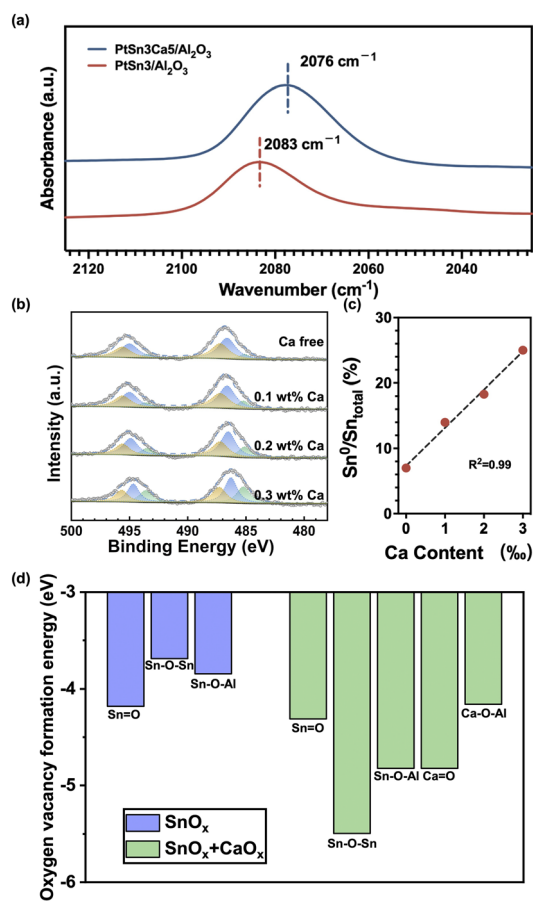 (a)
PtSn3Ca5/Al₂O₃
PtSn3/Al₂O₃
2076 cm⁻¹
2083 cm⁻¹
Absorbance (a.u.)
2120 2100 2080 2060 2040
Wavenumber (cm⁻¹)
(b)
Ca free
0.1 wt% Ca
0.2 wt% Ca
0.3 wt% Ca
Intensity (a.u.)
500 495 490 485 480
Binding Energy (eV)
(c)
30
20
10
0
Sn⁰/Sntotal (%)
R²=0.99
0 1 2 3
Ca Content (‰)
(d)
Oxygen vacancy formation energy (eV)
-3
-4
-5
-6
Sn=O
Sn-O-Sn
Sn-O-Al
Sn=O
Sn-O-Sn
Sn-O-Al
Ca=O
Ca-O-Al
SnOₓ
SnOₓ+CaOₓ